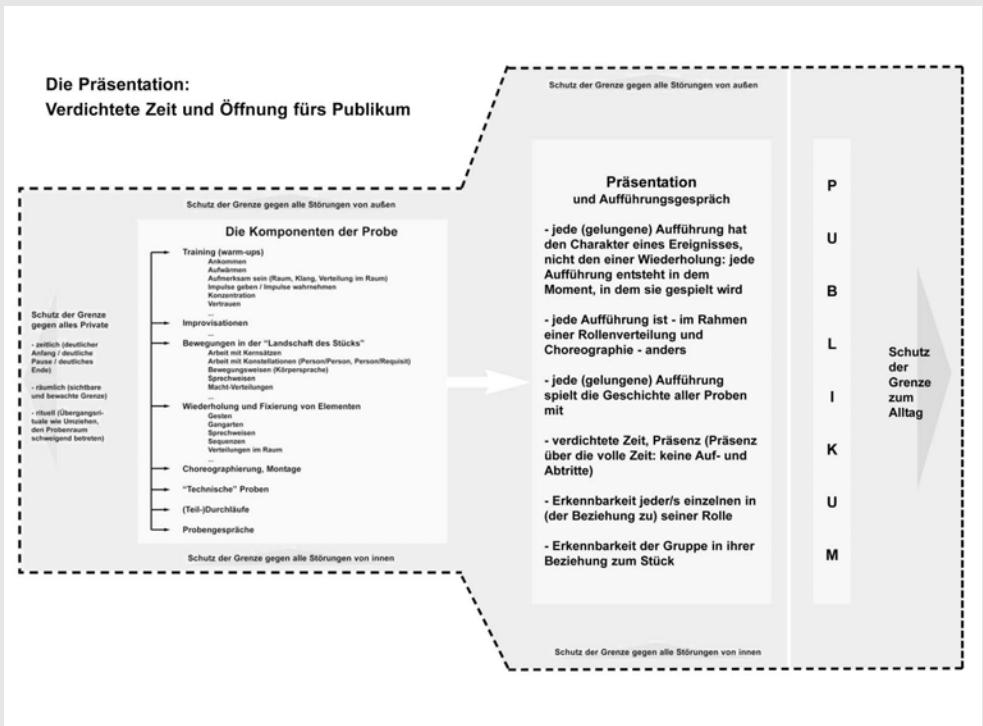 Die Präsentation:
Verdichtete Zeit und Öffnung fürs Publikum
Schutz der Grenze gegen alle Störungen von außen
Schutz der Grenze
gegen alles Private
- zeitlich (deutlicher
Anfang / deutliche
Pause / deutliches
Ende)
- räumlich (sichtbare
und bewachte Grenze)
- rituell (Übergangsri-
tuale wie Umziehen,
den Probenraum
schweigend betreten)
Die Komponenten der Probe
Training (warm-ups)
Ankommen
Aufwärmen
Aufmerksam sein (Raum, Klang, Verteilung im Raum)
Impulse geben / Impulse wahrnehmen
Konzentration
Vertrauen
...
Improvisationen
...
Bewegungen in der “Landschaft des Stücks”
Arbeit mit Kernsätzen
Arbeit mit Konstellationen (Person/Person, Person/Requisit)
Bewegungsweisen (Körpersprache)
Sprechweisen
Macht-Verteilungen
...
Wiederholung und Fixierung von Elementen
Gesten
Gangarten
Sprechweisen
Sequenzen
Verteilungen im Raum
...
Choreographierung, Montage
“Technische” Proben
(Teil-)Durchläufe
Probengespräche
Schutz der Grenze gegen alle Störungen von innen
Schutz der Grenze gegen alle Störungen von außen
Präsentation
und Aufführungsgespräch
- jede (gelungene) Aufführung hat
den Charakter eines Ereignisses,
nicht den einer Wiederholung: jede
Aufführung entsteht in dem
Moment, in dem sie gespielt wird
- jede Aufführung ist - im Rahmen
einer Rollenverteilung und
Choreographie - anders
- jede (gelungene) Aufführung
spielt die Geschichte aller Proben
mit
- verdichtete Zeit, Präsenz (Präsenz
über die volle Zeit: keine Auf- und
Abtritte)
- Erkennbarkeit jeder/s einzelnen in
(der Beziehung zu) seiner Rolle
- Erkennbarkeit der Gruppe in ihrer
Beziehung zum Stück
Schutz der Grenze gegen alle Störungen von innen
P
U
B
L
I
K
U
M
Schutz
der
Grenze
zum
Alltag